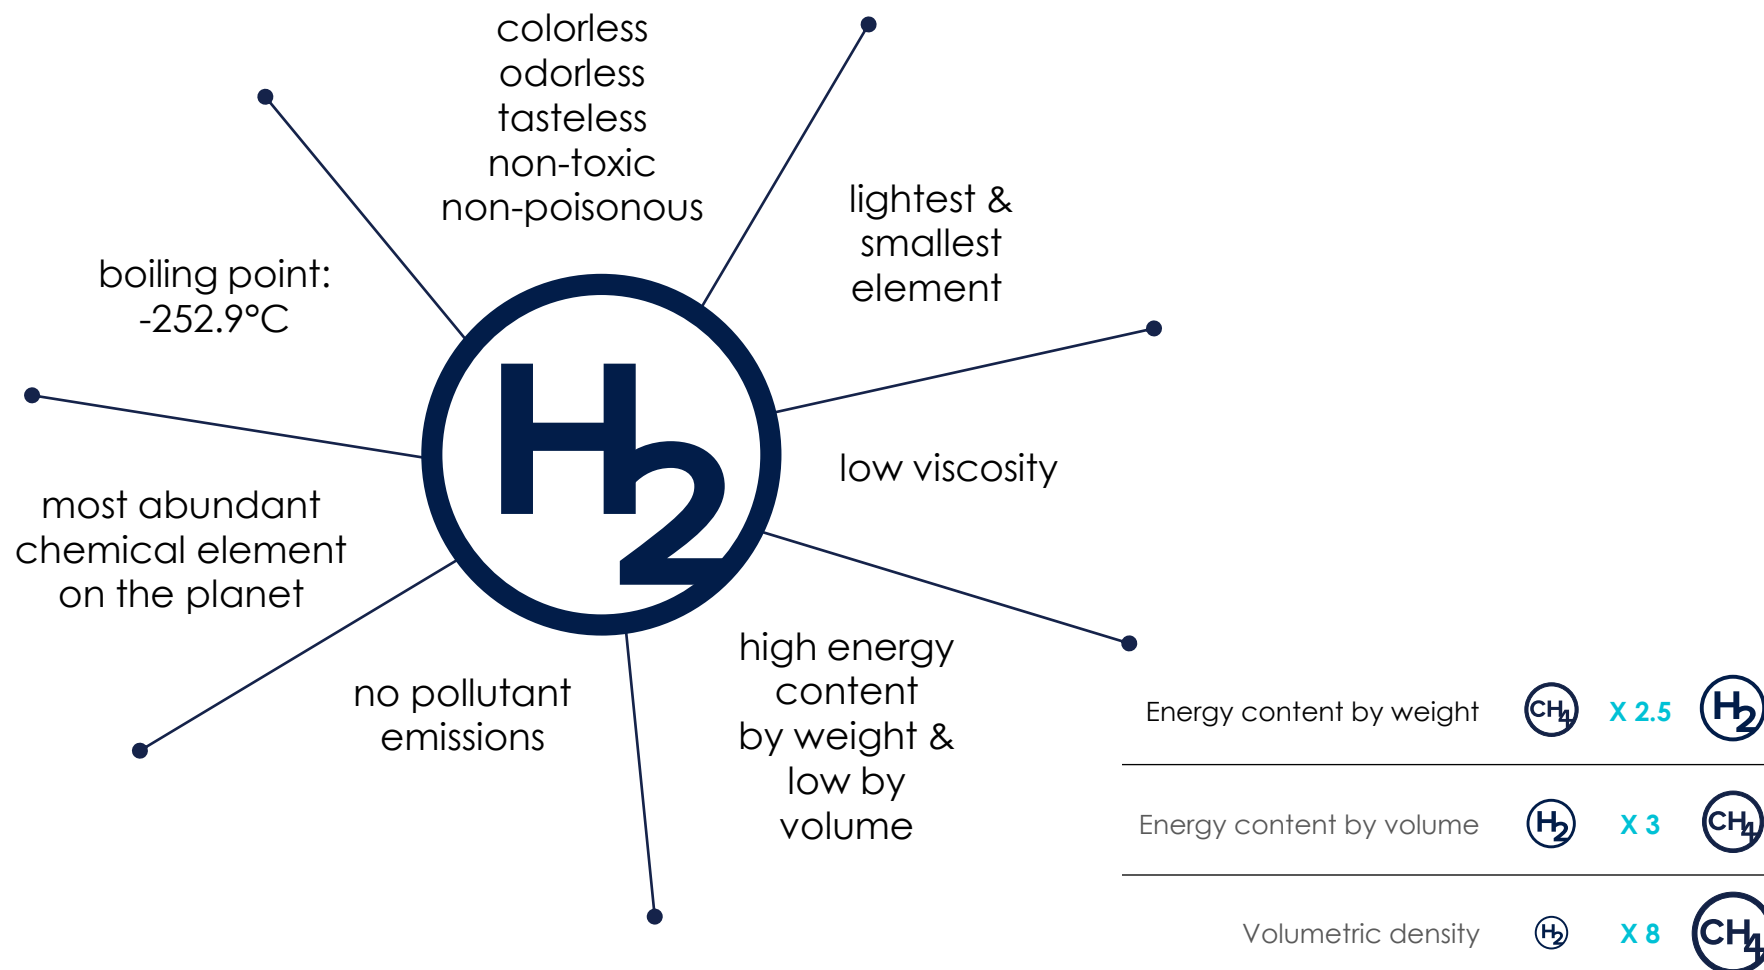 colorless
odorless
tasteless
non-toxic
non-poisonous
lightest &
smallest
element
boiling point:
-252.9°C
H2
low viscosity
most abundant
chemical element
on the planet
no pollutant
emissions
high energy
content
by weight &
low by
volume
Energy content by weight CH4 X 2.5 H2
Energy content by volume H2 X 3 CH4
Volumetric density H2 X 8 CH4